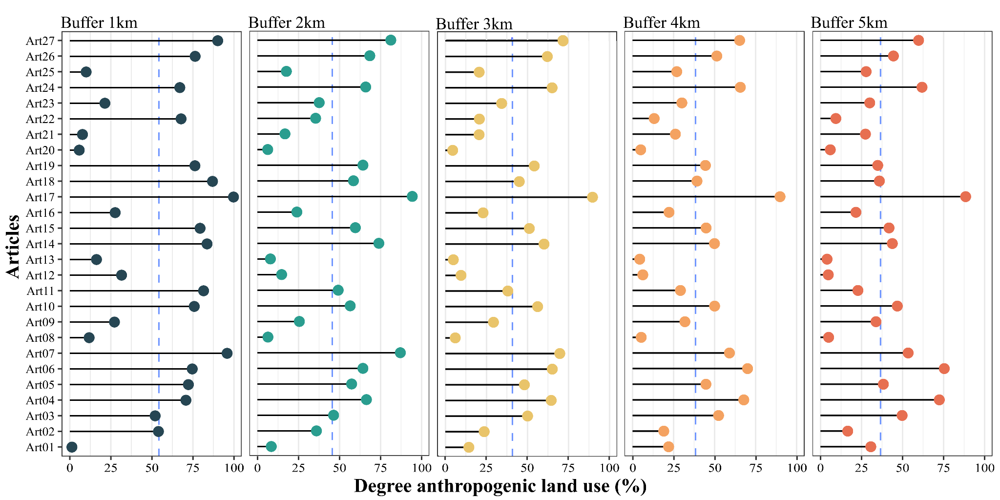 Buffer 1km Buffer 2km Buffer 3km Buffer 4km Buffer 5km
Art27
Art26
Art25
Art24
Art23
Art22
Art21
Art20
Art19
Art18
Art17
Art16
Art15
Art14
Art13
Art12
Art11
Art10
Art09
Art08
Art07
Art06
Art05
Art04
Art03
Art02
Art01
Articles
0 25 50 75 100 0 25 50 75 100 0 25 50 75 100 0 25 50 75 100 0 25 50 75 100
Degree anthropogenic land use (%)